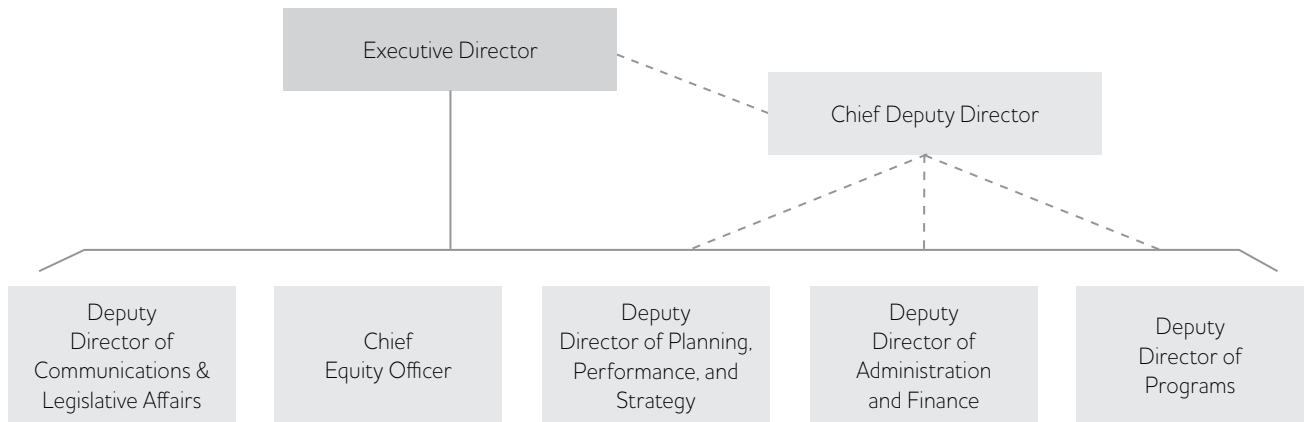 Executive Director
Chief Deputy Director
Deputy
Director of
Communications &
Legislative Affairs
Chief
Equity Officer
Deputy
Director of Planning,
Performance, and
Strategy
Deputy
Director of
Administration
and Finance
Deputy
Director of
Programs